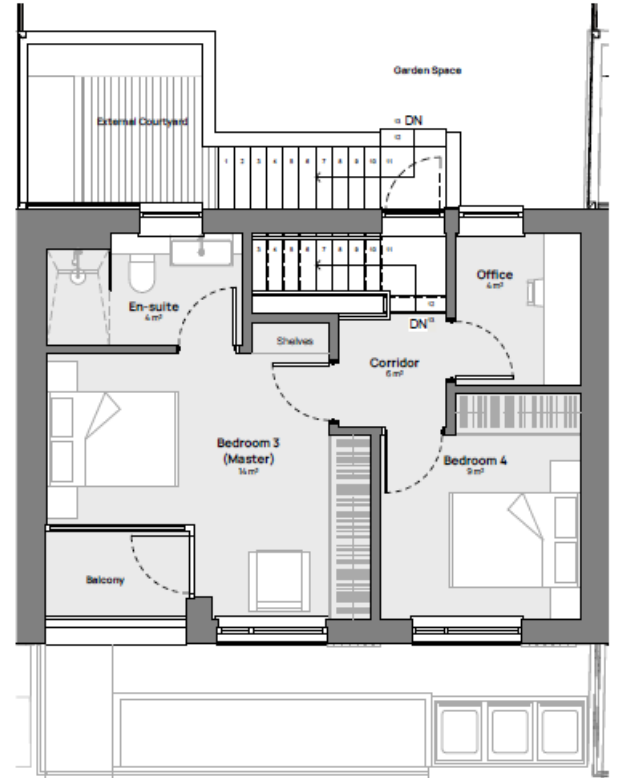 Garden Space
DN
12
External Courtyard
1 2 3 4 5 6 7 8 9 10 11
3 4 5 6 7 8 9 10 11
Office
4 m²
En-suite
4 m²
12
DN 13
Shelves
Corridor
6 m²
Bedroom 3
(Master)
14 m²
Bedroom 4
9 m²
Balcony